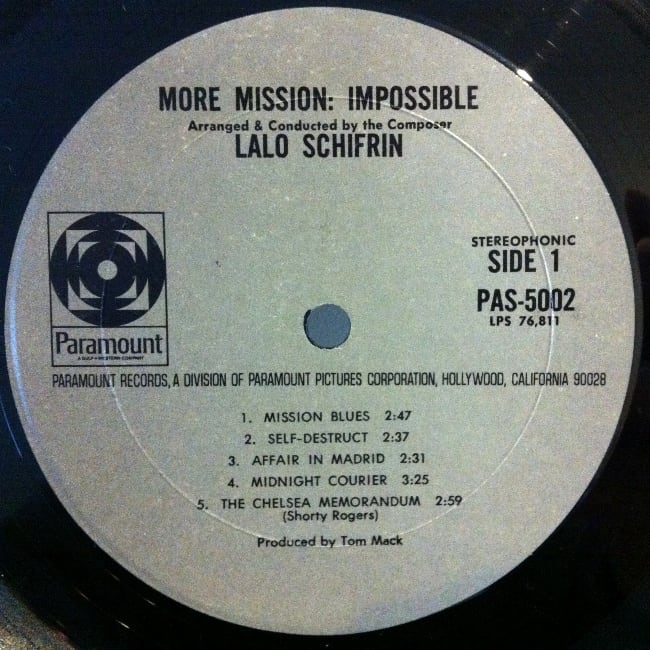 MORE MISSION: IMPOSSIBLE
Arranged & Conducted by the Composer
LALO SCHIFRIN
STEREOPHONIC
SIDE 1
PAS-5002
LPS 76,811
Paramount
A GULF+WESTERN COMPANY
PARAMOUNT RECORDS, A DIVISION OF PARAMOUNT PICTURES CORPORATION, HOLLYWOOD, CALIFORNIA 90028
1. MISSION BLUES 2:47
2. SELF-DESTRUCT 2:37
3. AFFAIR IN MADRID 2:31
4. MIDNIGHT COURIER 3:25
5. THE CHELSEA MEMORANDUM 2:59
(Shorty Rogers)
Produced by Tom Mack